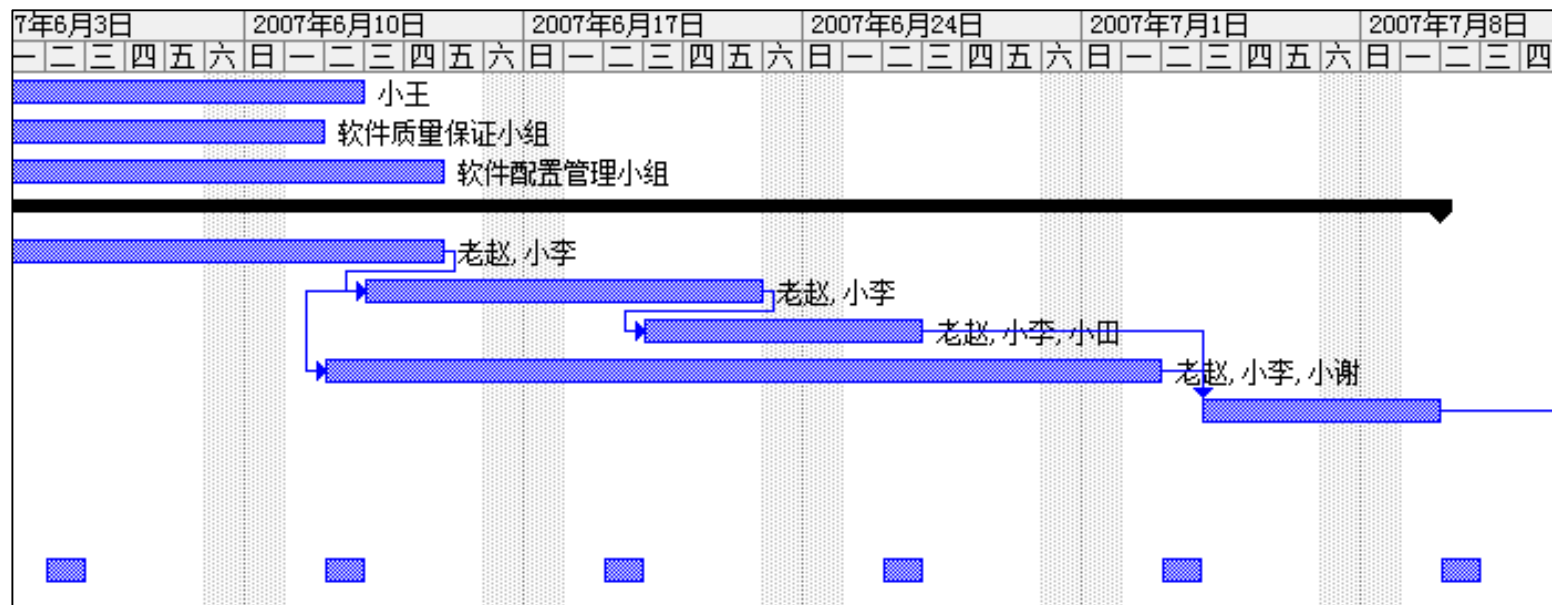 7年6月3日 2007年6月10日 2007年6月17日 2007年6月24日 2007年7月1日 2007年7月8日
一 二 三 四 五 六 日 一 二 三 四 五 六 日 一 二 三 四 五 六 日 一 二 三 四 五 六 日 一 二 三 四 五 六 日 一 二 三 四
小王
软件质量保证小组
软件配置管理小组
老赵, 小李
老赵, 小李
老赵, 小李, 小田
老赵, 小李, 小谢